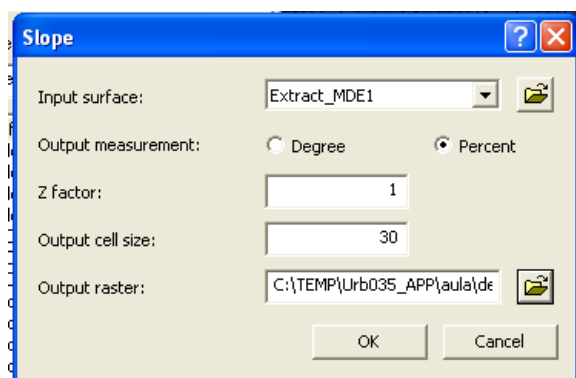 Slope
Input surface: Extract_MDE1
Output measurement: Degree Percent
Z factor: 1
Output cell size: 30
Output raster: C:\TEMP\Urb035_APP\aula\de
OK Cancel